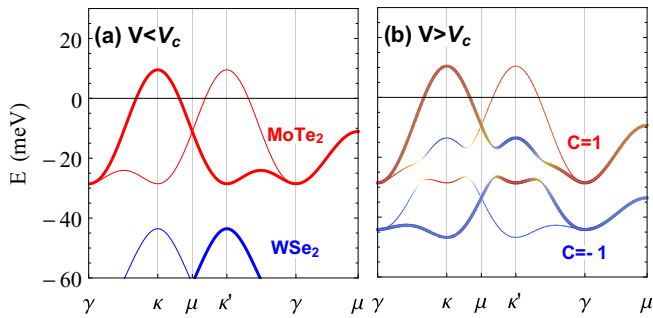 (a) V<V_c
(b) V>V_c
20
0
−20
−40
−60
E (meV)
MoTe₂
WSe₂
C=1
C=- 1
γ κ μ κ' γ μ
γ κ μ κ' γ μ